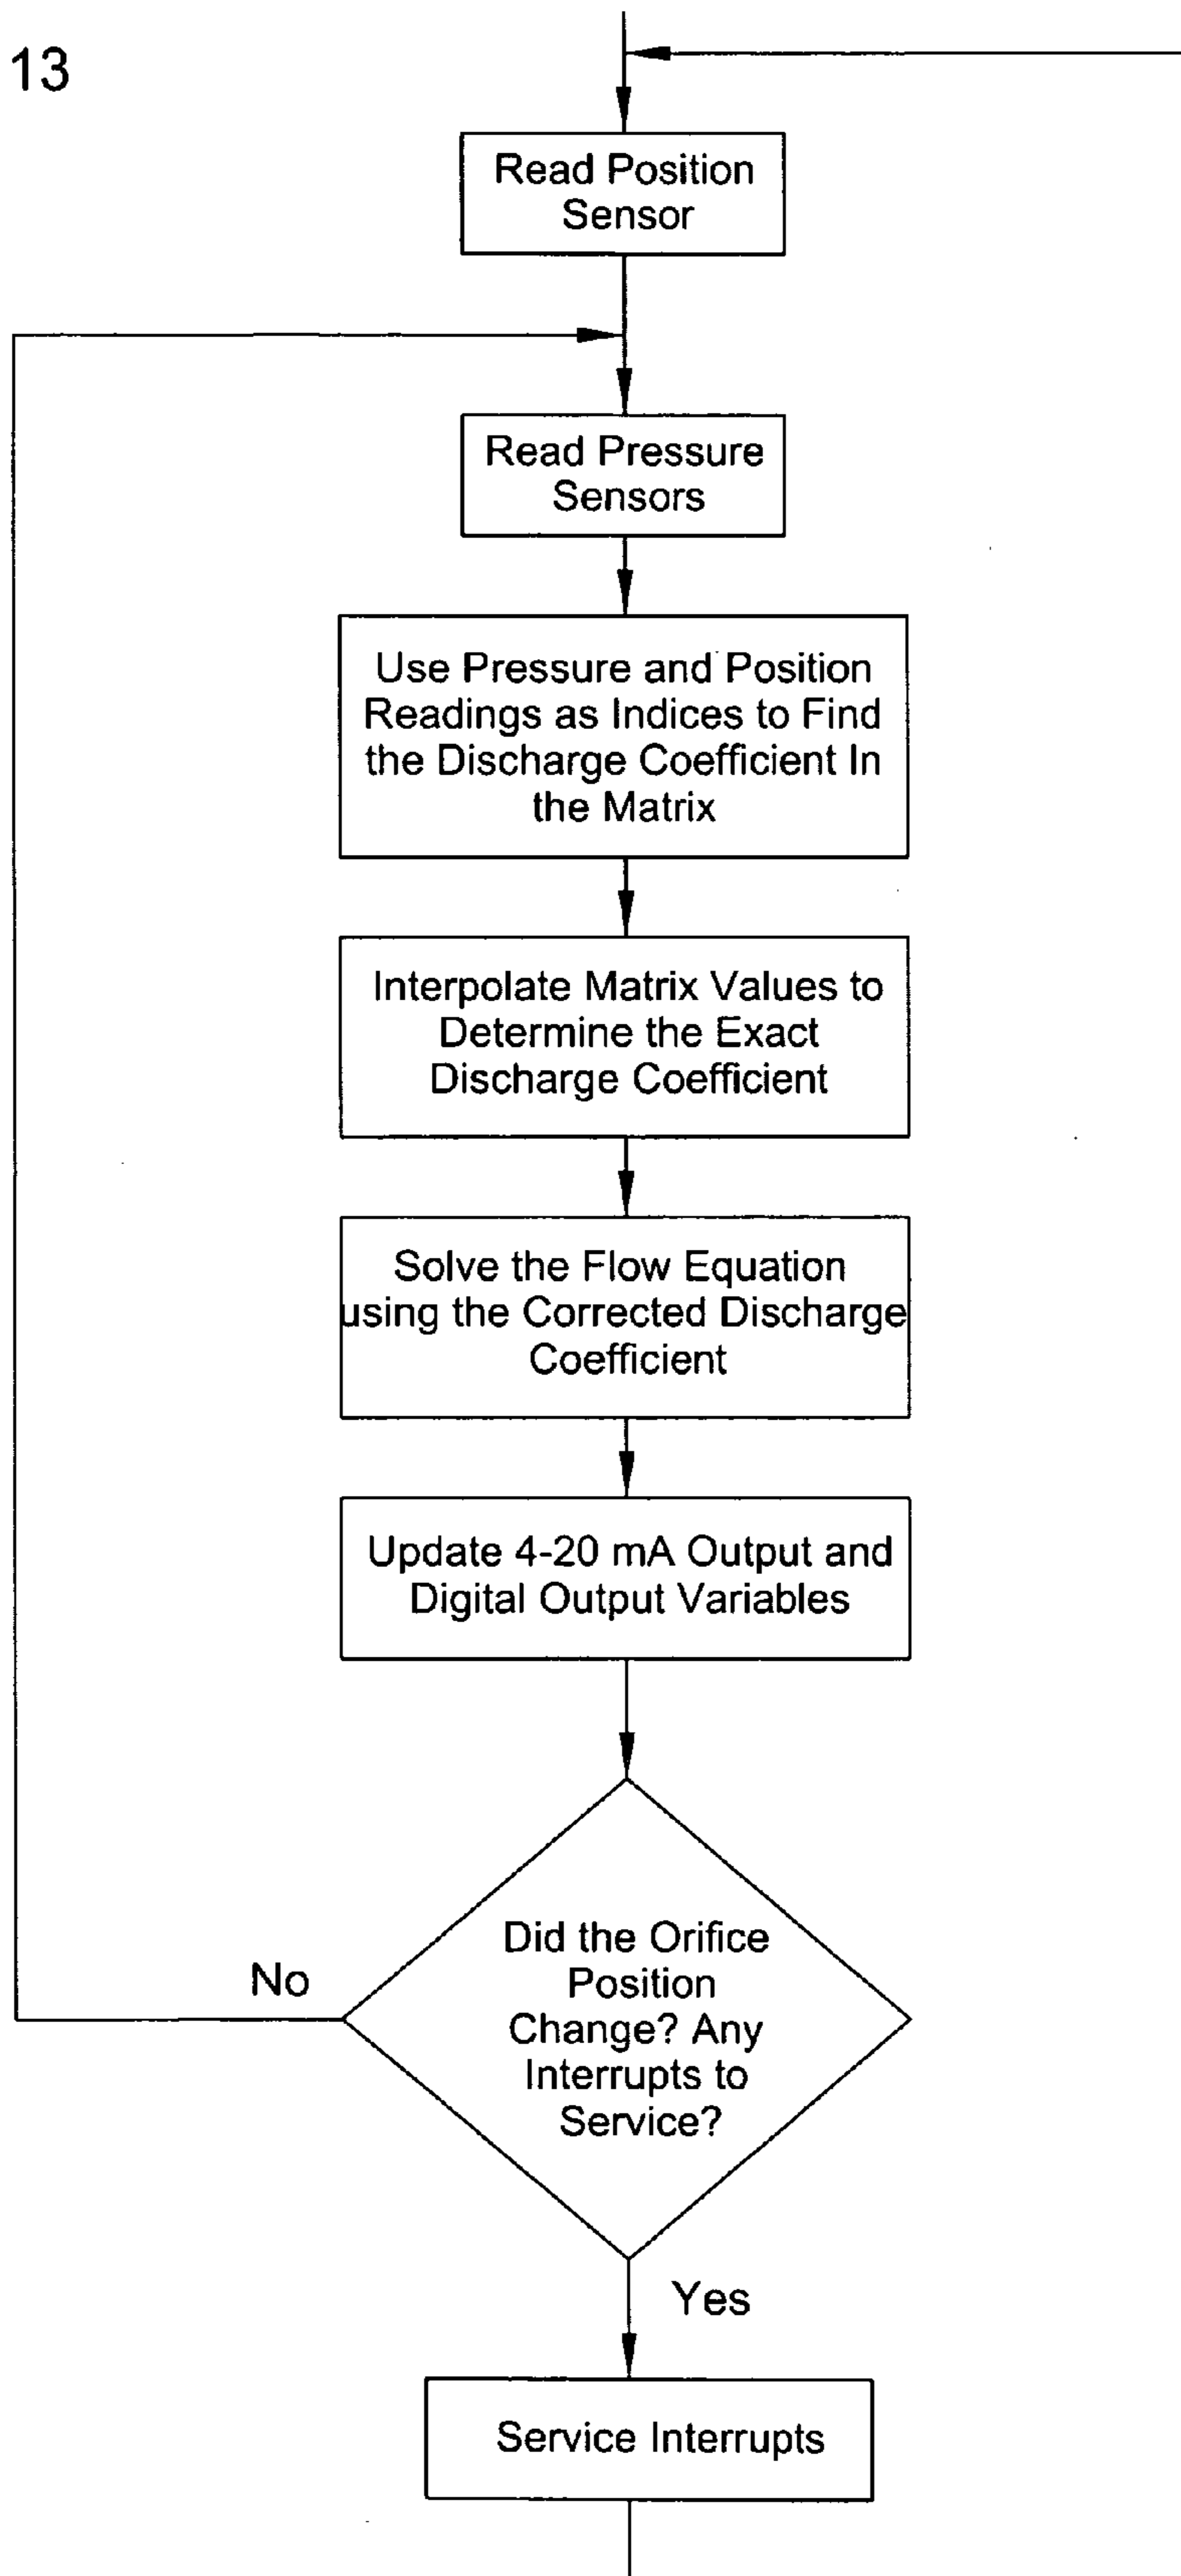 13
Read Position
Sensor
Read Pressure
Sensors
Use Pressure and Position
Readings as Indices to Find
the Discharge Coefficient In
the Matrix
Interpolate Matrix Values to
Determine the Exact
Discharge Coefficient
Solve the Flow Equation
using the Corrected Discharge
Coefficient
Update 4-20 mA Output and
Digital Output Variables
Did the Orifice
Position
Change? Any
Interrupts to
Service?
No
Yes
Service Interrupts